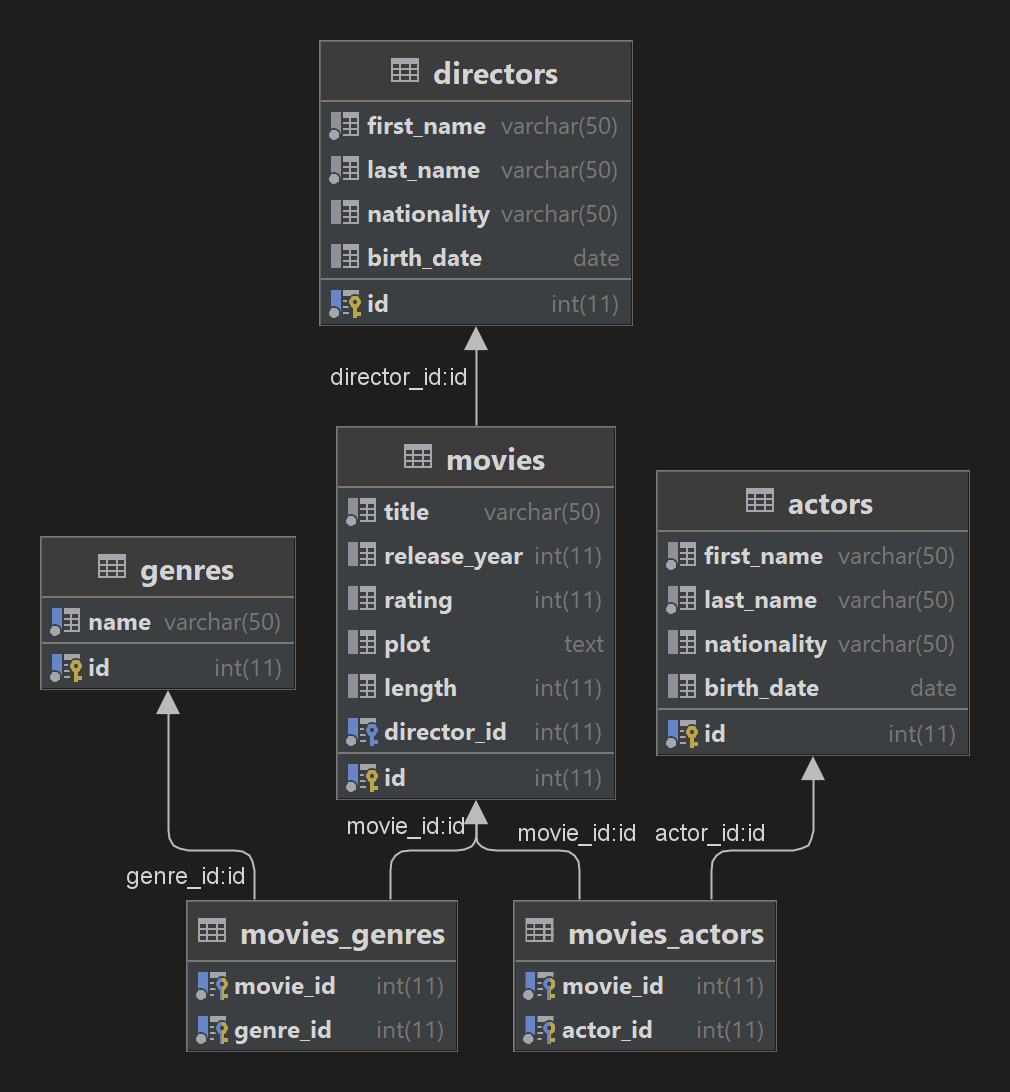 directors
first_name varchar(50)
last_name varchar(50)
nationality varchar(50)
birth_date date
id int(11)
director_id:id
movies
title varchar(50)
release_year int(11)
rating int(11)
plot text
length int(11)
director_id int(11)
id int(11)
actors
first_name varchar(50)
last_name varchar(50)
nationality varchar(50)
birth_date date
id int(11)
genres
name varchar(50)
id int(11)
movie_id:id
movie_id:id
actor_id:id
genre_id:id
movies_genres
movie_id int(11)
genre_id int(11)
movies_actors
movie_id int(11)
actor_id int(11)